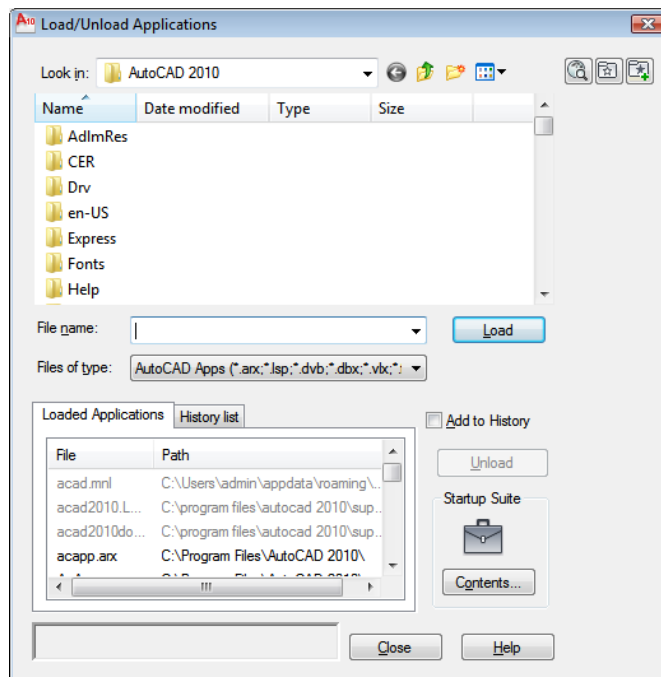 Load/Unload Applications
Look in: AutoCAD 2010
Name Date modified Type Size
AdImRes
CER
Drv
en-US
Express
Fonts
Help
File name: Load
Files of type: AutoCAD Apps (*.arx;*.lsp;*.dvb;*.dbx;*.vlx;*.
Loaded Applications History list Add to History
File Path Unload
acad.mnl C:\Users\admin\appdata\roaming\...
acad2010.L... C:\program files\autocad 2010\sup...
acad2010do... C:\program files\autocad 2010\sup...
acapp.arx C:\Program Files\AutoCAD 2010\
Startup Suite
Contents...
Close Help